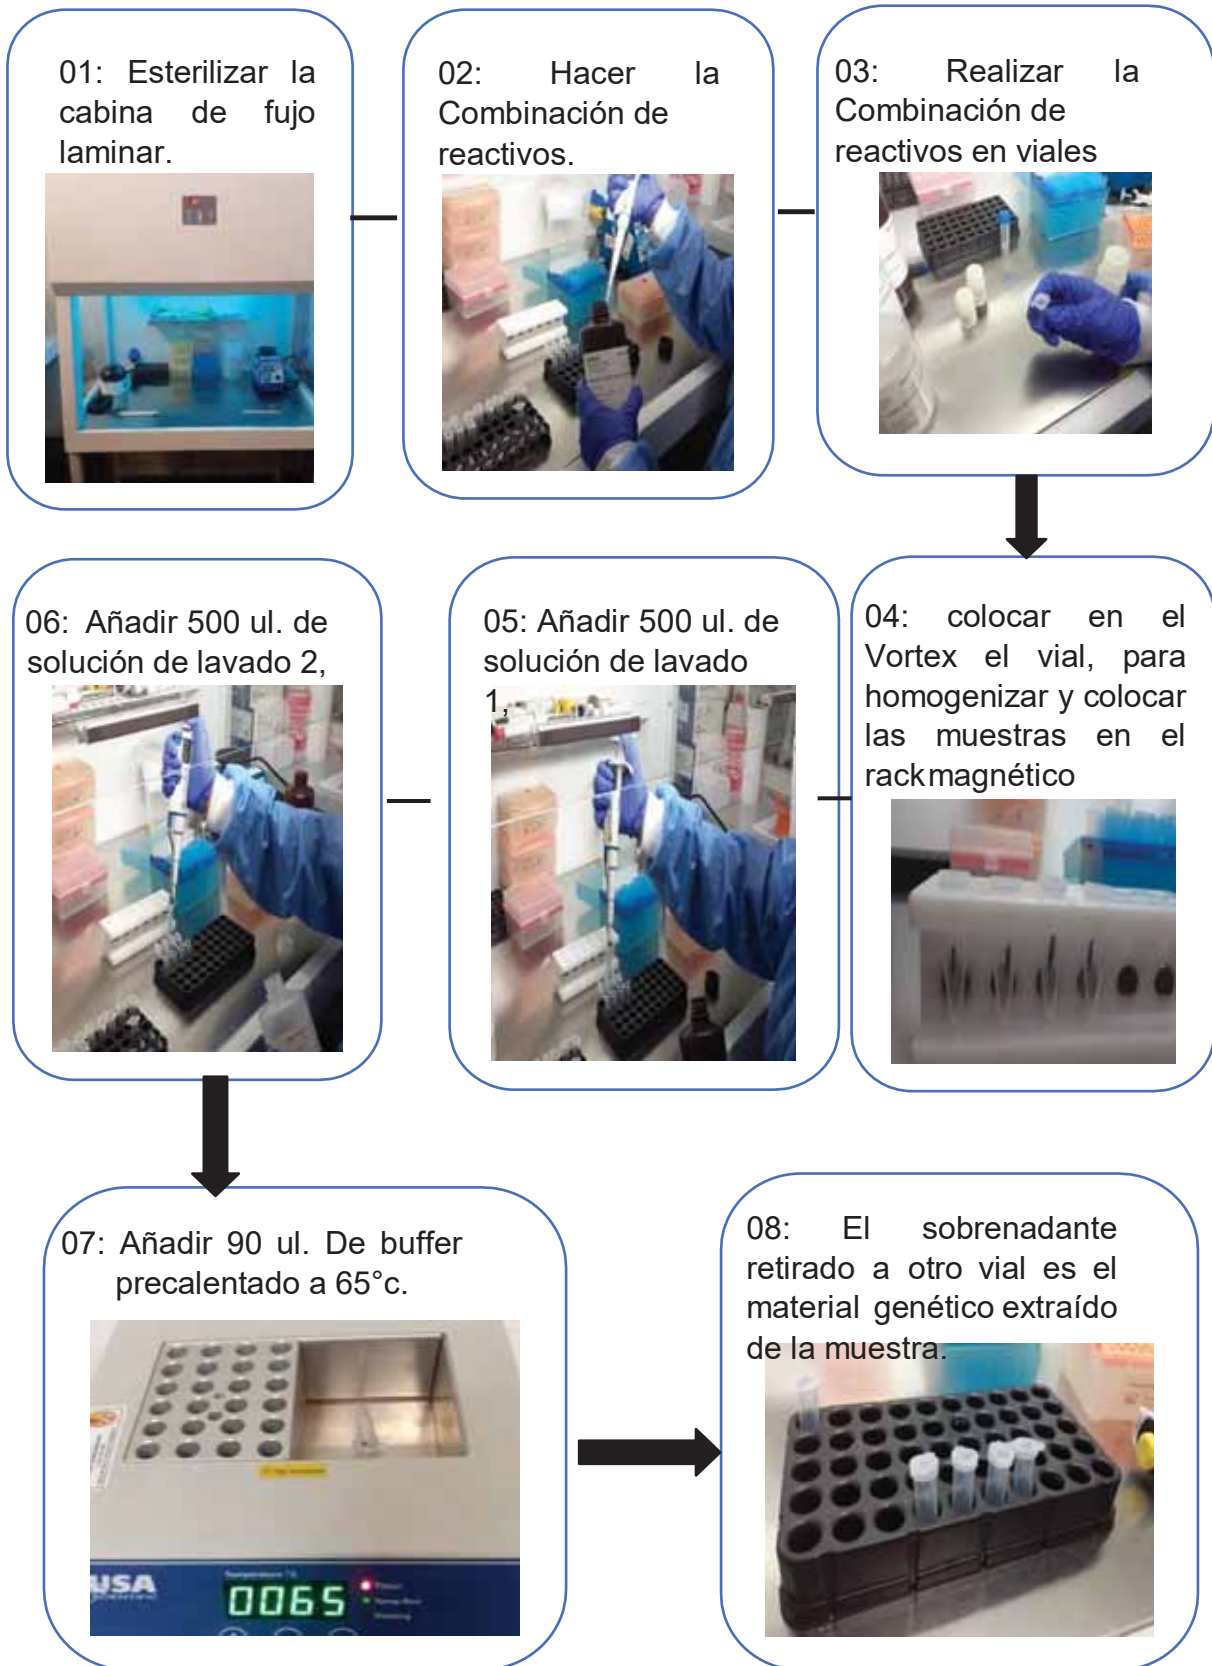 01: Esterilizar la
cabina de fujo
laminar.
02: Hacer la
Combinación de
reactivos.
03: Realizar la
Combinación de
reactivos en viales
04: colocar en el
Vortex el vial, para
homogenizar y colocar
las muestras en el
rackmagnético
05: Añadir 500 ul. de
solución de lavado
1,
06: Añadir 500 ul. de
solución de lavado 2,
07: Añadir 90 ul. De buffer
precalentado a 65°c.
USA
Temperature °C
0065
08: El sobrenadante
retirado a otro vial es el
material genético extraído
de la muestra.